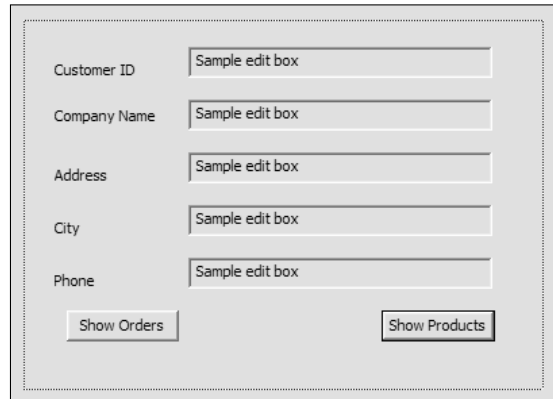 Customer ID Sample edit box
Company Name Sample edit box
Address Sample edit box
City Sample edit box
Phone Sample edit box
Show Orders Show Products